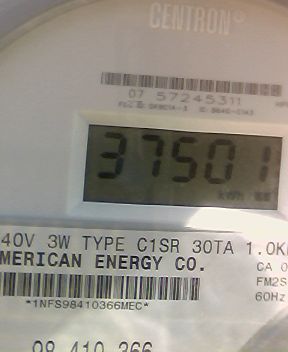 CENTRON®
07 57245311
37501
kWh
40V 3W TYPE C1SR 30TA 1.0K
MERICAN ENERGY CO.
CA 0
FM2S
*1NFS98410366MEC*
60Hz
98 410 366